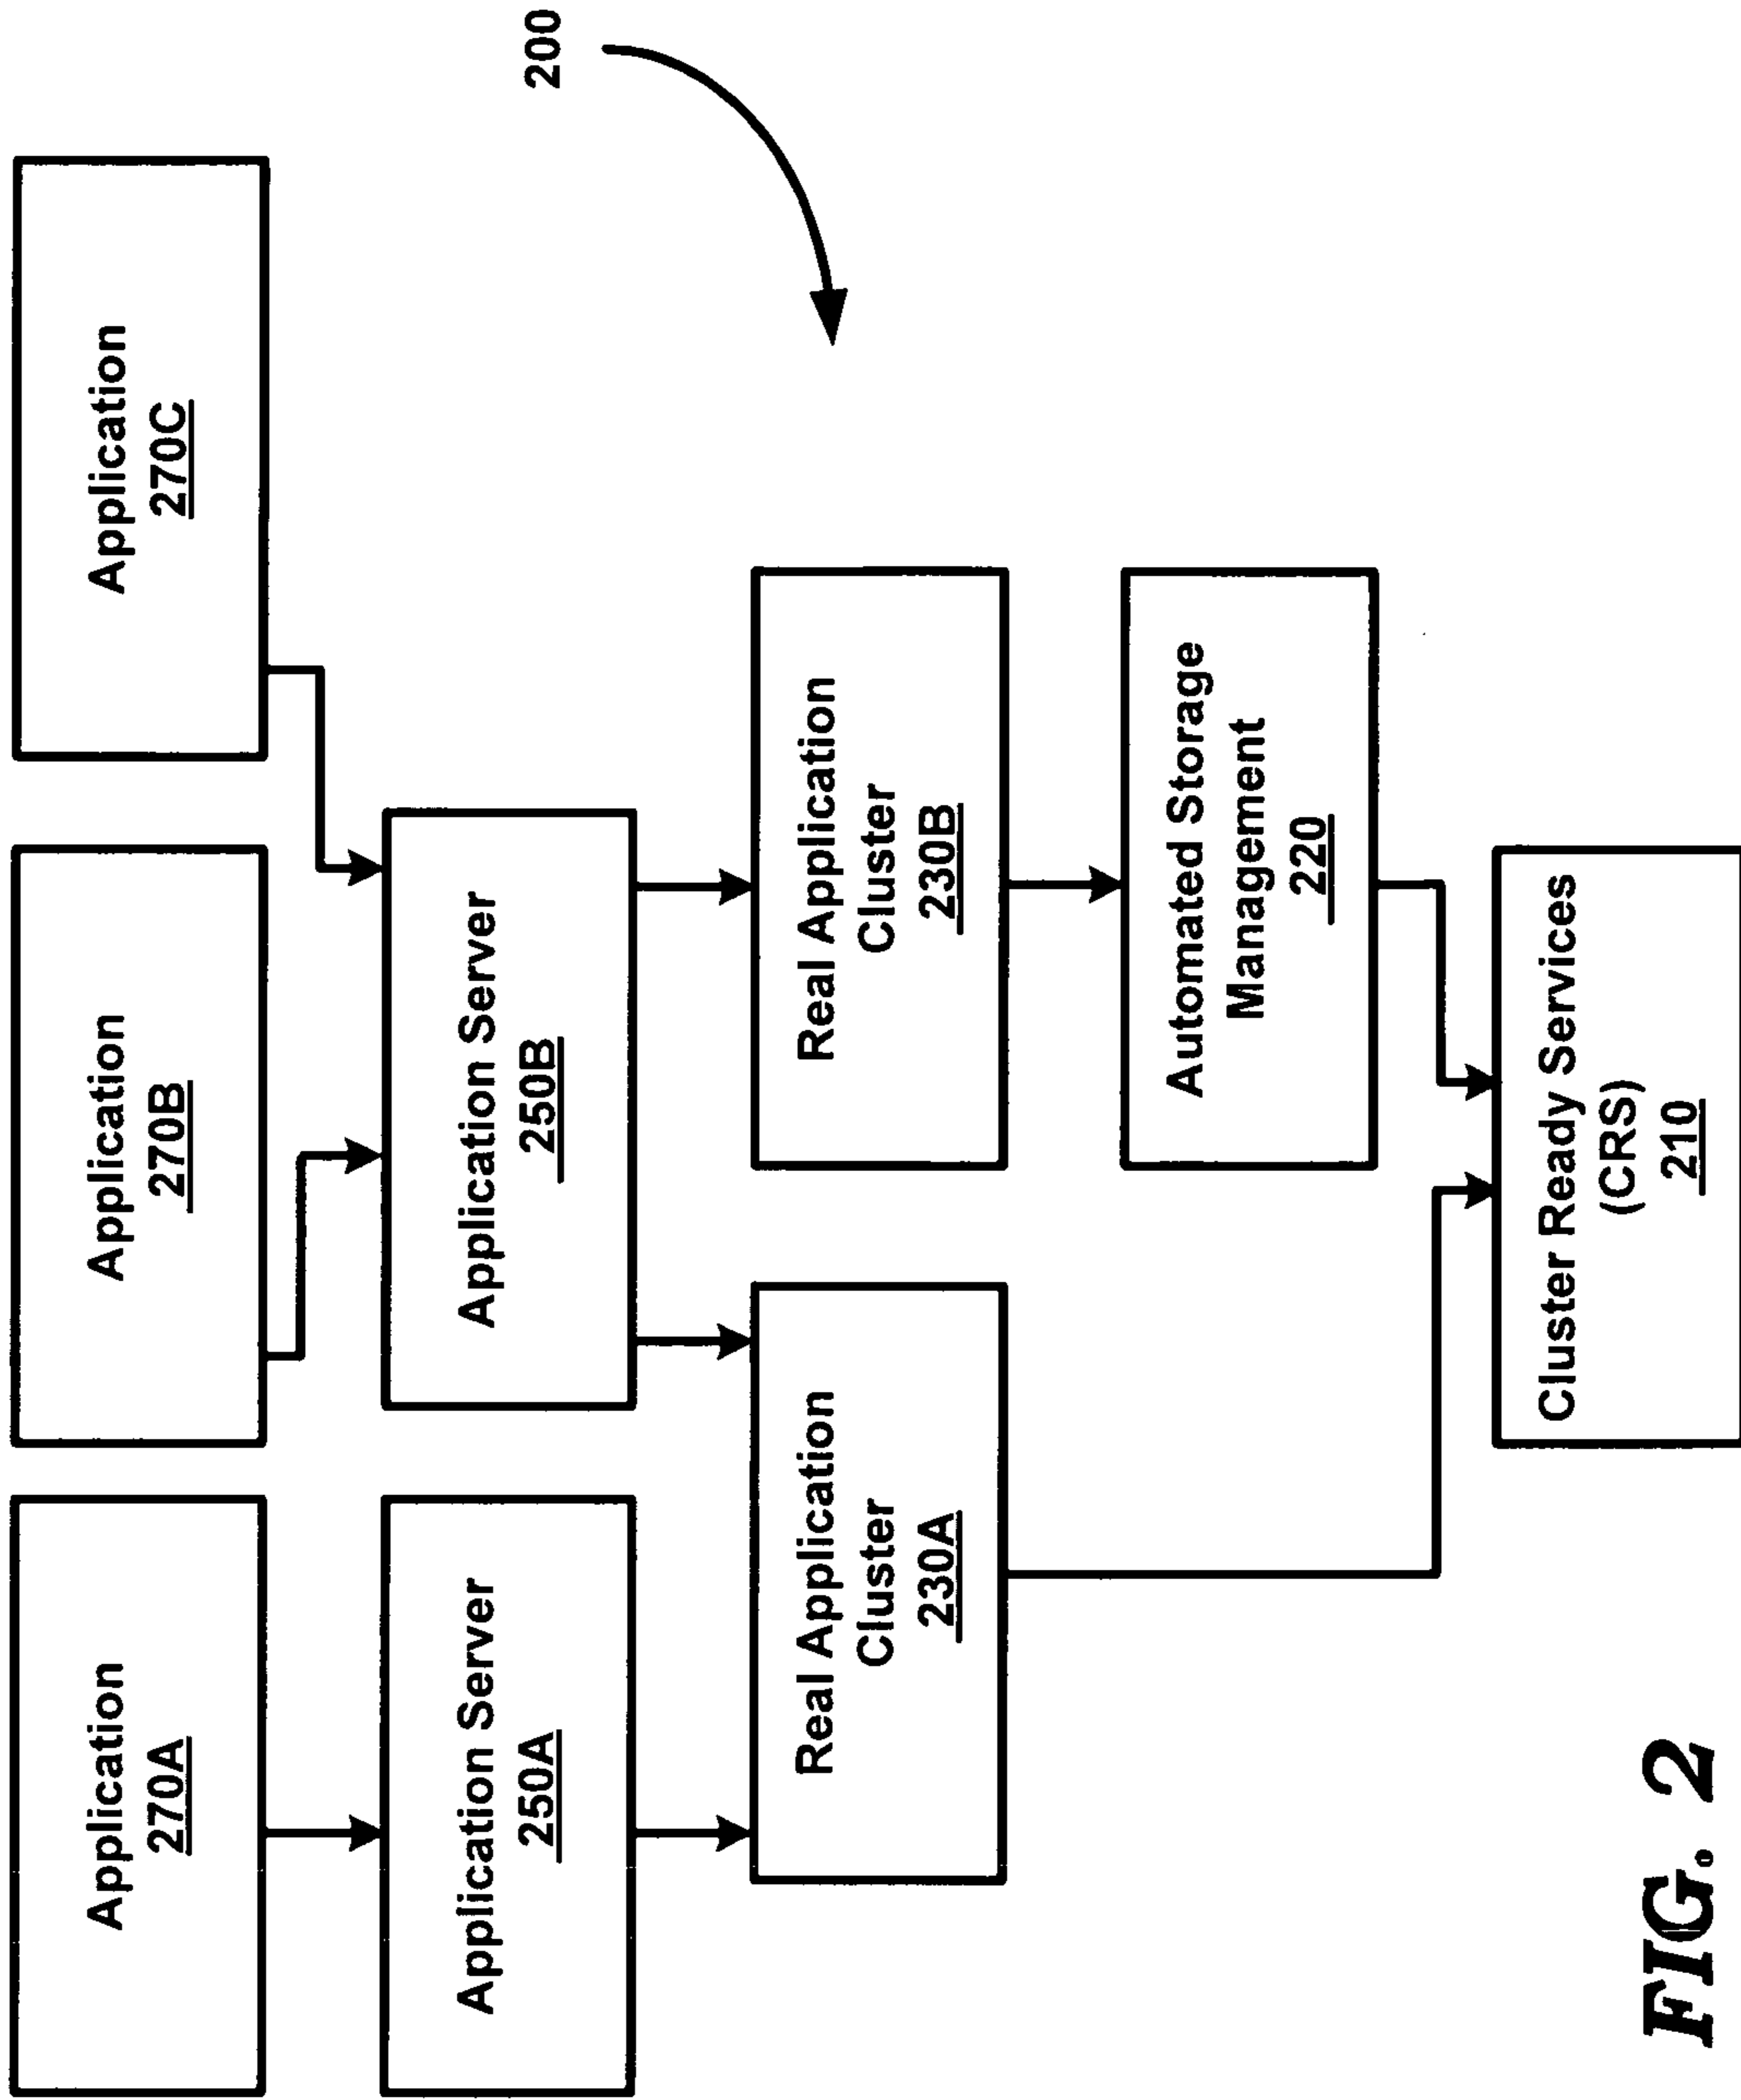 Application
270A
Application
270B
Application
270C
200
Application Server
250A
Application Server
250B
Real Application
Cluster
230A
Real Application
Cluster
230B
Automated Storage
Management
220
Cluster Ready Services
(CRS)
210
FIG. 2